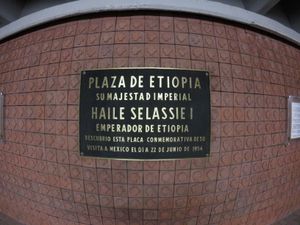 PLAZA DE ETIOPIA
SU MAJESTAD IMPERIAL
HAILE SELASSIE I
EMPERADOR DE ETIOPIA
DESCUBRIO ESTA PLACA CONMEMORATIVA DE SU
VISITA A MEXICO EL DIA 22 DE JUNIO DE 1954